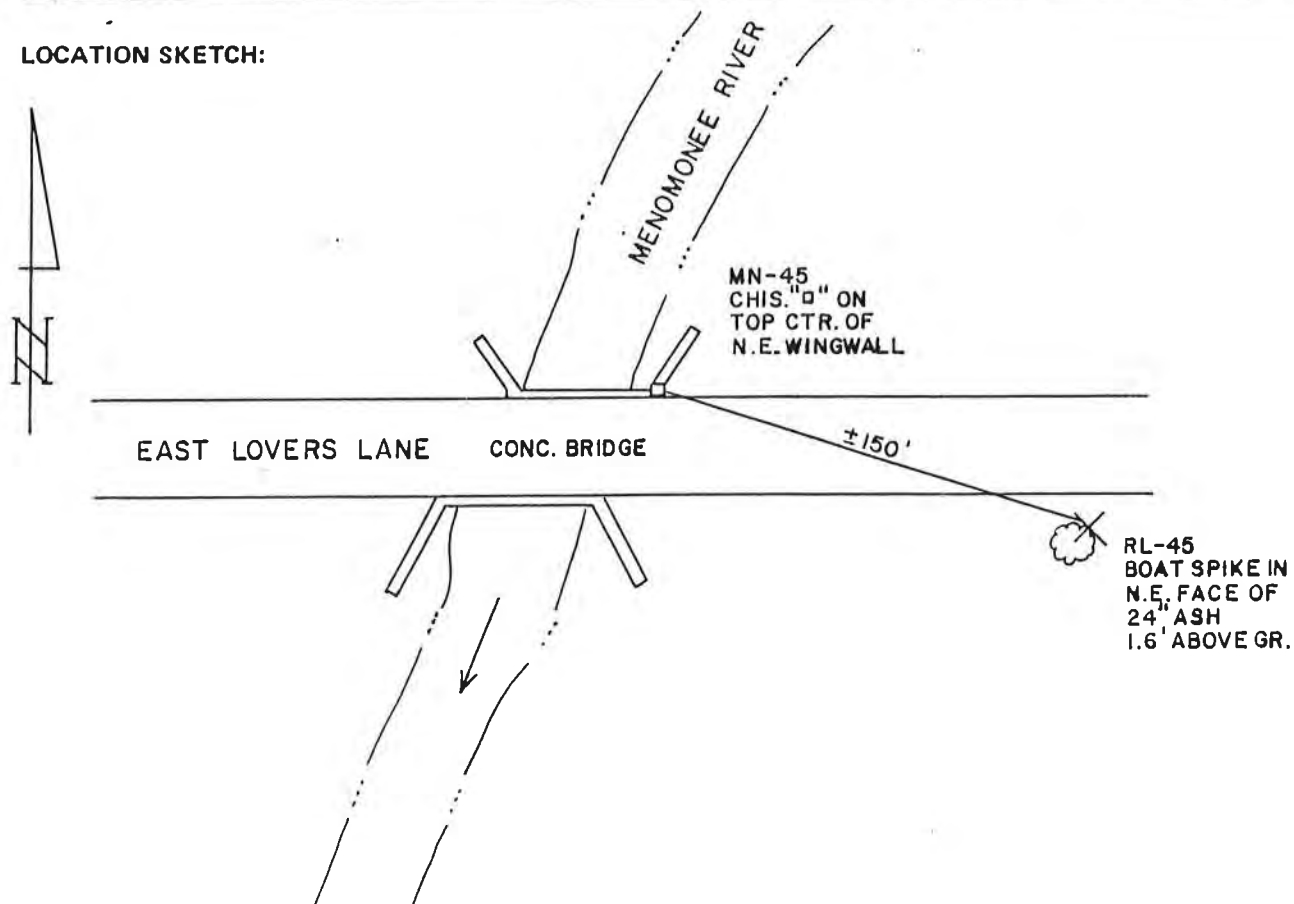 LOCATION SKETCH:
MENOMONEE RIVER
N
MN-45
CHIS. "□" ON
TOP CTR. OF
N.E. WINGWALL
EAST LOVERS LANE
CONC. BRIDGE
±150'
RL-45
BOAT SPIKE IN
N.E. FACE OF
24" ASH
1.6' ABOVE GR.